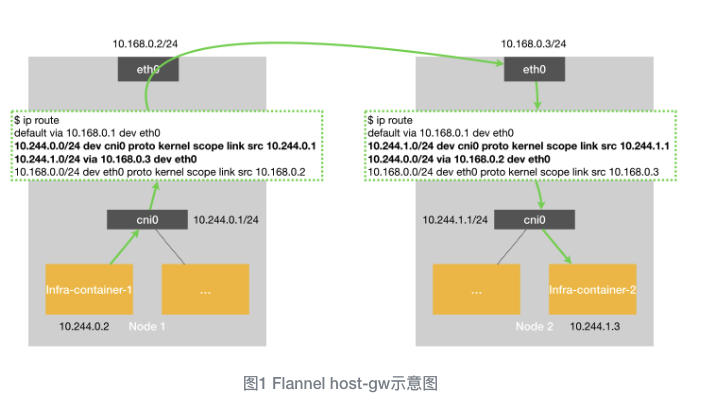 10.168.0.2/24
10.168.0.3/24
eth0
eth0
$ ip route
default via 10.168.0.1 dev eth0
10.244.0.0/24 dev cni0 proto kernel scope link src 10.244.0.1
10.244.1.0/24 via 10.168.0.3 dev eth0
10.168.0.0/24 dev eth0 proto kernel scope link src 10.168.0.2
$ ip route
default via 10.168.0.1 dev eth0
10.244.1.0/24 dev cni0 proto kernel scope link src 10.244.1.1
10.244.0.0/24 via 10.168.0.2 dev eth0
10.168.0.0/24 dev eth0 proto kernel scope link src 10.168.0.3
cni0
10.244.0.1/24
10.244.1.1/24
cni0
Infra-container-1
...
...
Infra-container-2
10.244.0.2
Node 1
Node 2
10.244.1.3
图1 Flannel host-gw示意图